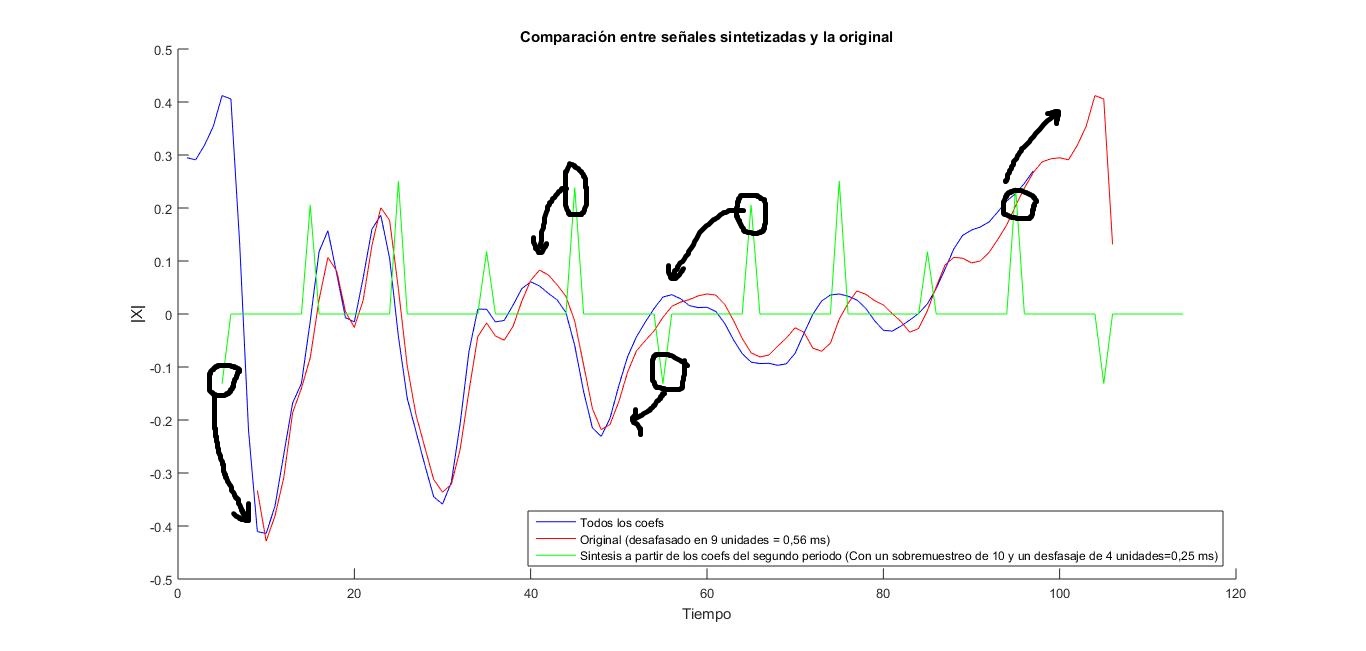 Comparación entre señales sintetizadas y la original
0.5
0.4
0.3
0.2
0.1
0
-0.1
-0.2
-0.3
-0.4
-0.5
|X|
Todos los coefs
Original (desafasado en 9 unidades = 0,56 ms)
Sintesis a partir de los coefs del segundo periodo (Con un sobremuestreo de 10 y un desfasaje de 4 unidades=0,25 ms)
0 20 40 60 80 100 120
Tiempo